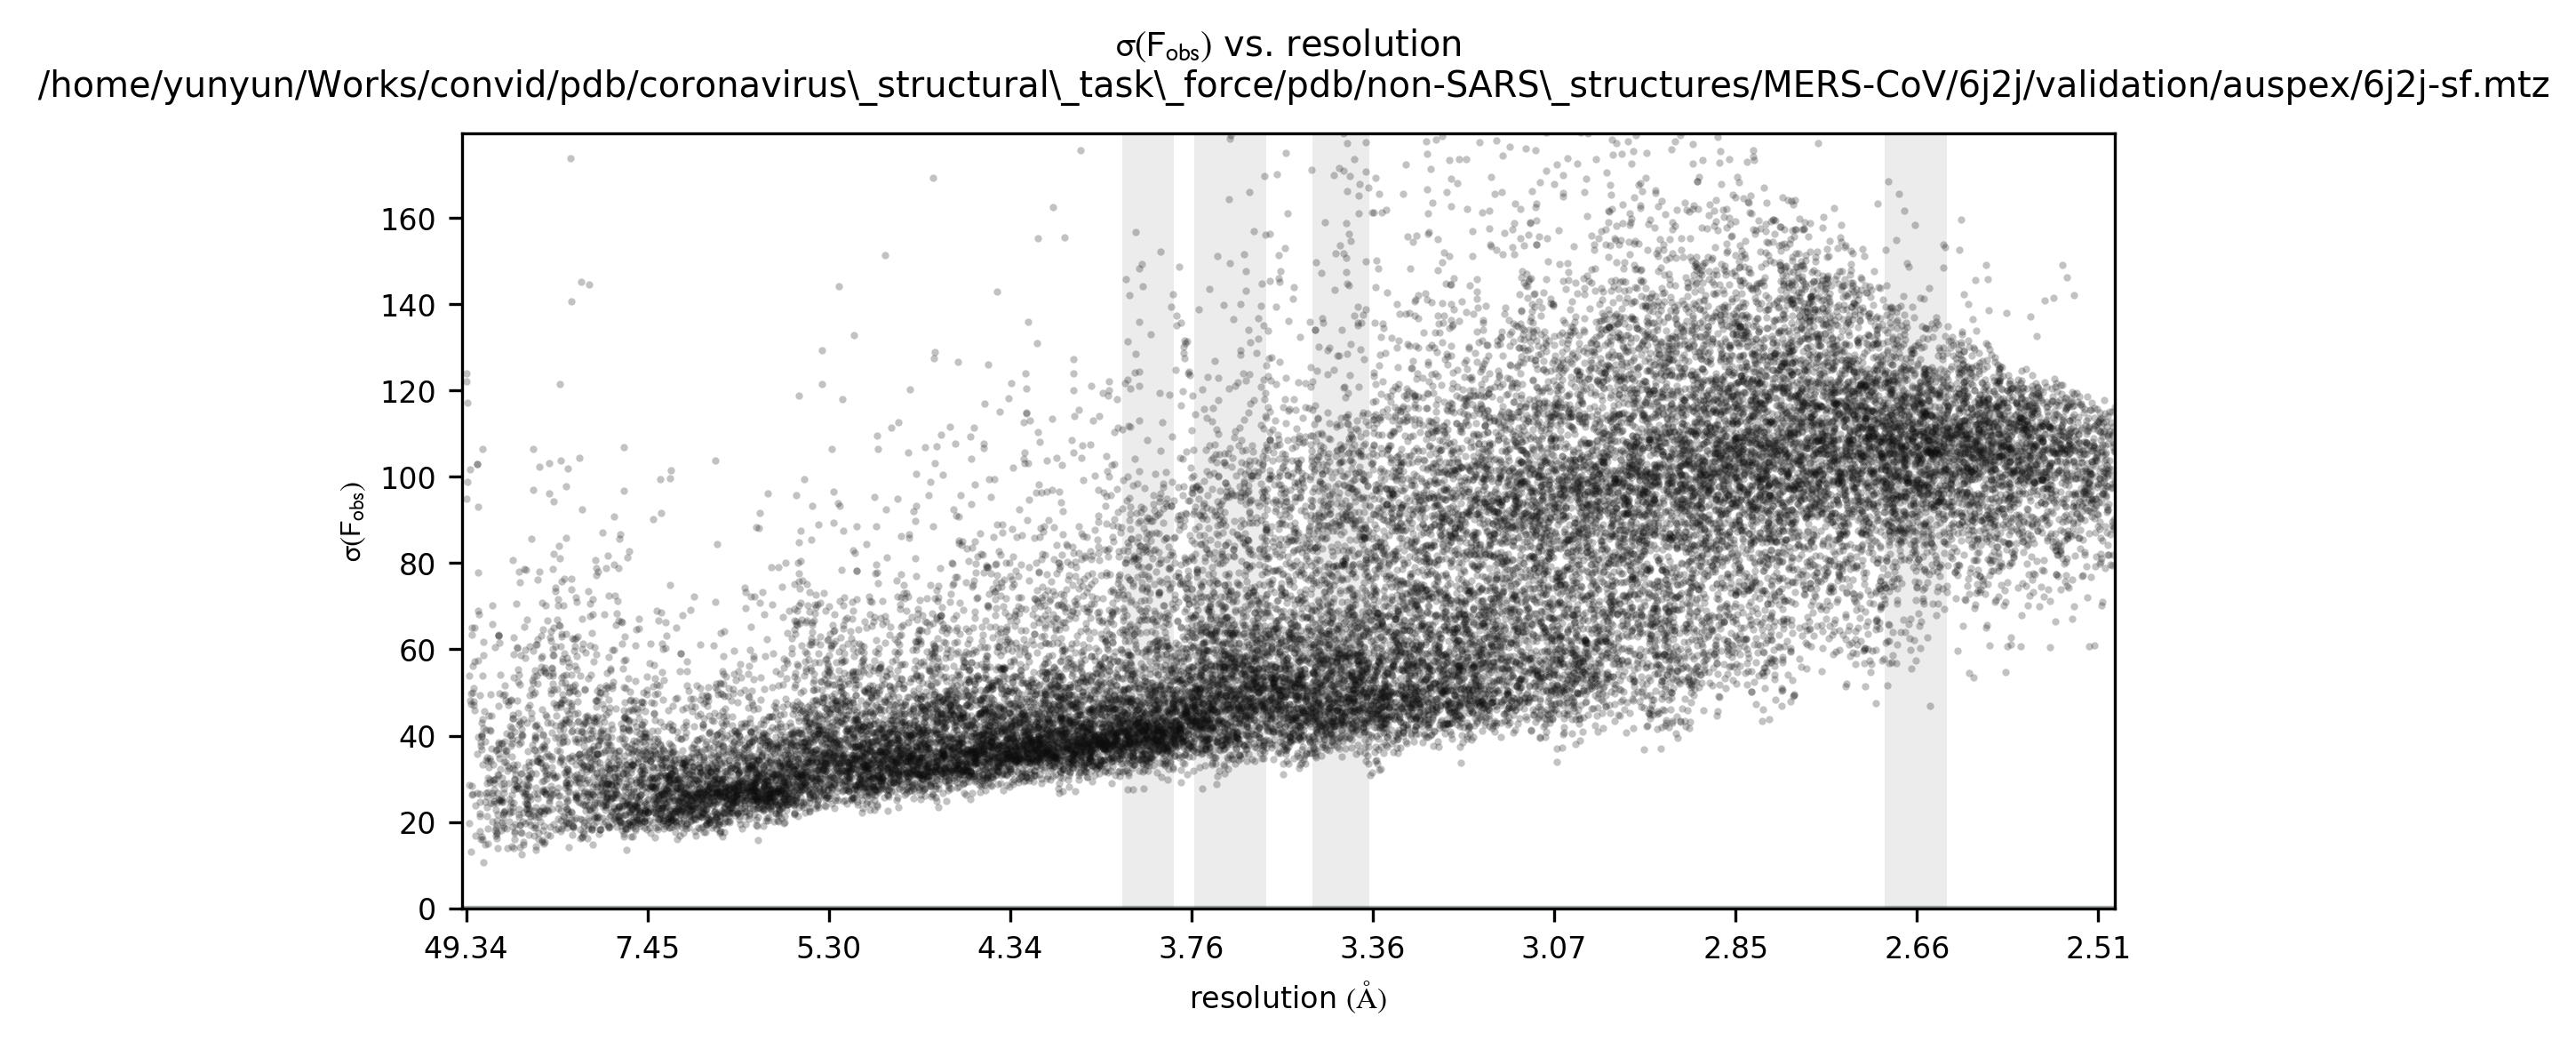 σ(Fobs) vs. resolution
/home/yunyun/Works/convid/pdb/coronavirus\_structural\_task\_force/pdb/non-SARS\_structures/MERS-CoV/6j2j/validation/auspex/6j2j-sf.mtz
σ(Fobs)
160
140
120
100
80
60
40
20
0
49.34 7.45 5.30 4.34 3.76 3.36 3.07 2.85 2.66 2.51
resolution (Å)